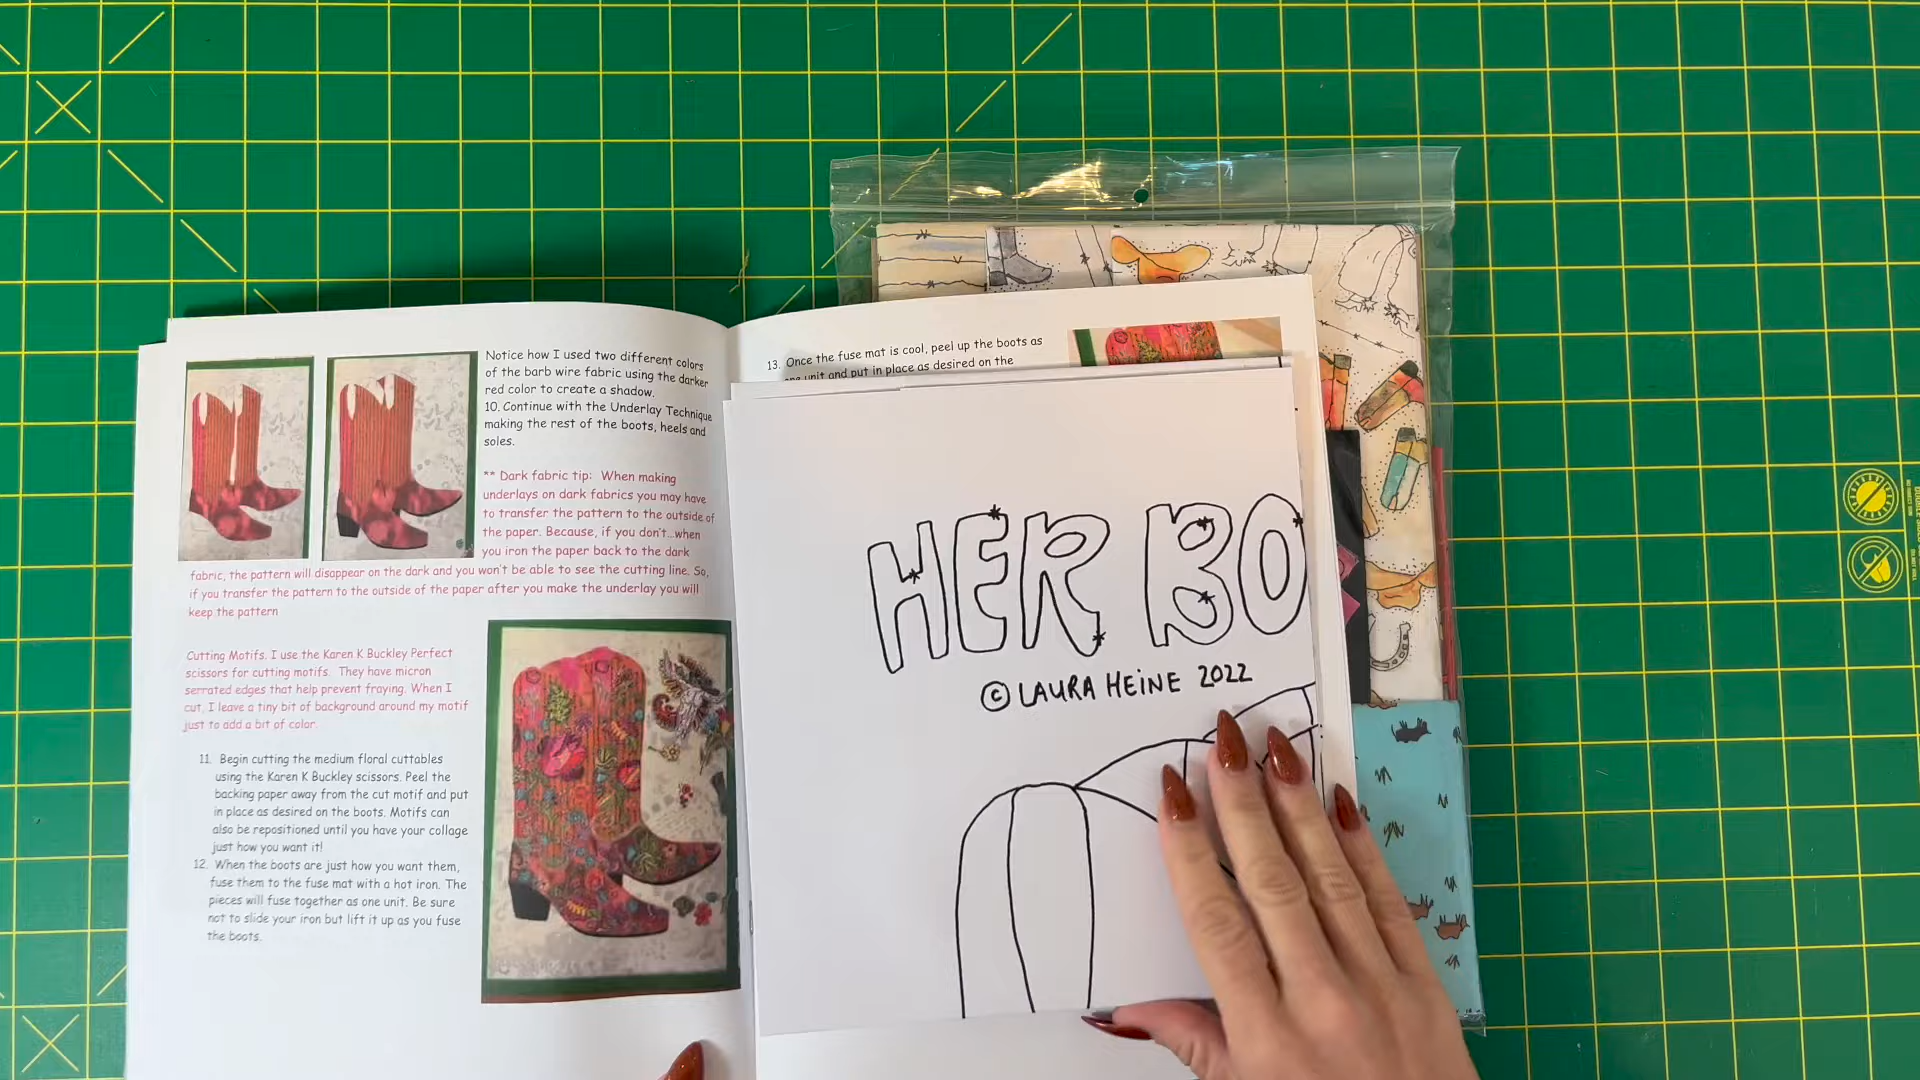 Notice how I used two different colors
of the barb wire fabric using the darker
red color to create a shadow.
10. Continue with the Underlay Technique
making the rest of the boots, heels and
soles.
** Dark fabric tip: When making
underlays on dark fabrics you may have
to transfer the pattern to the outside of
the paper. Because, if you don't...when
you iron the paper back to the dark
fabric, the pattern will disappear on the dark and you won't be able to see the cutting line. So,
if you transfer the pattern to the outside of the paper after you make the underlay you will
keep the pattern
Cutting Motifs. I use the Karen K Buckley Perfect
scissors for cutting motifs. They have micron
serrated edges that help prevent fraying. When I
cut, I leave a tiny bit of background around my motif
just to add a bit of color.
11. Begin cutting the medium floral cuttables
using the Karen K Buckley scissors. Peel the
backing paper away from the cut motif and put
in place as desired on the boots. Motifs can
also be repositioned until you have your collage
just how you want it!
12. When the boots are just how you want them,
fuse them to the fuse mat with a hot iron. The
pieces will fuse together as one unit. Be sure
not to slide your iron but lift it up as you fuse
the boots.
13. Once the fuse mat is cool, peel up the boots as
one unit and put in place as desired on the
HER BO
© LAURA HEINE 2022